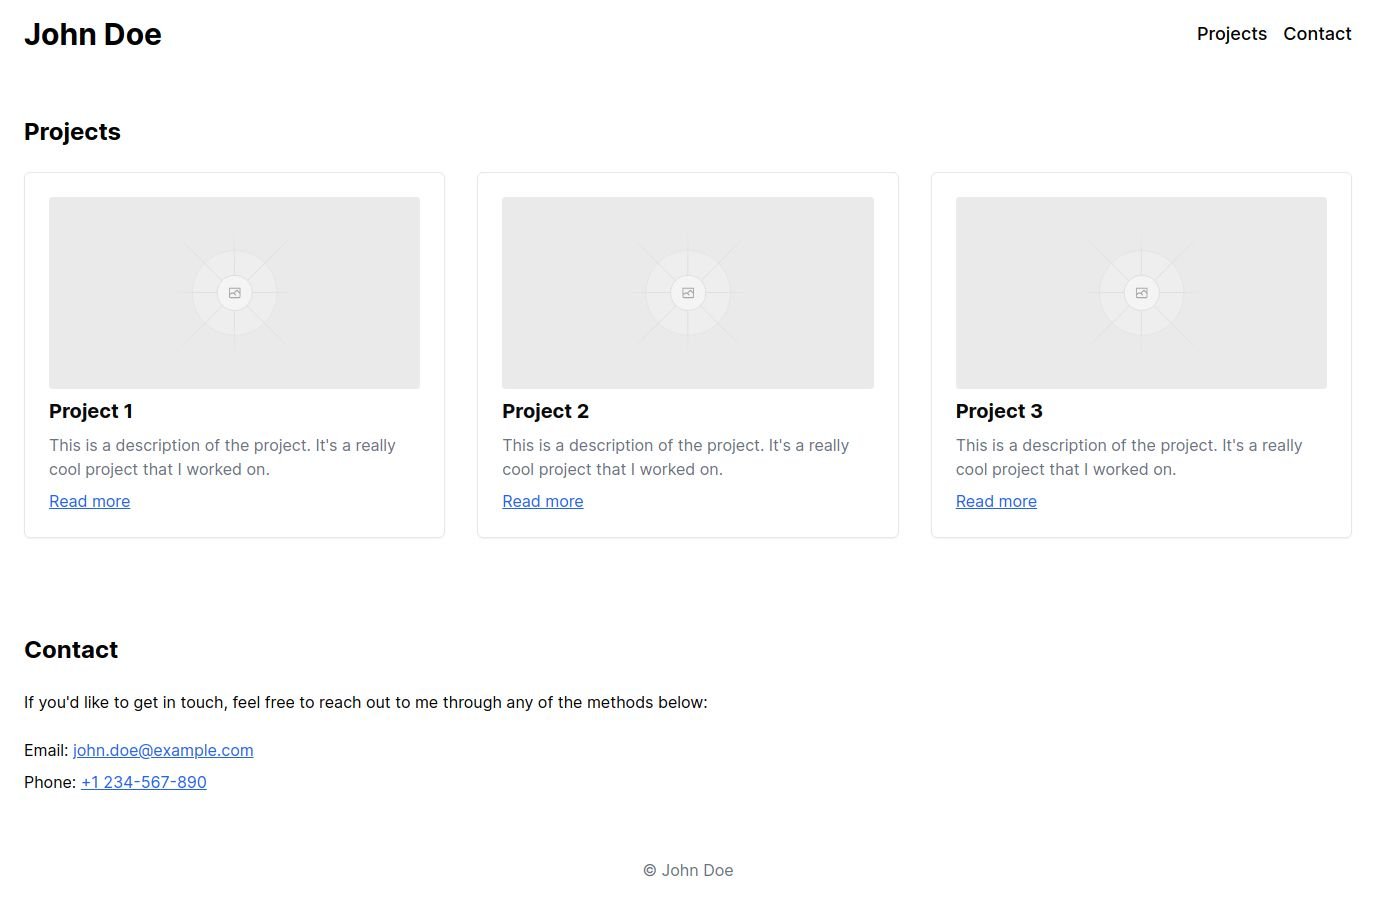 John Doe
Projects Contact
Projects
Project 1
This is a description of the project. It's a really
cool project that I worked on.
Read more
Project 2
This is a description of the project. It's a really
cool project that I worked on.
Read more
Project 3
This is a description of the project. It's a really
cool project that I worked on.
Read more
Contact
If you'd like to get in touch, feel free to reach out to me through any of the methods below:
Email: john.doe@example.com
Phone: +1 234-567-890
© John Doe